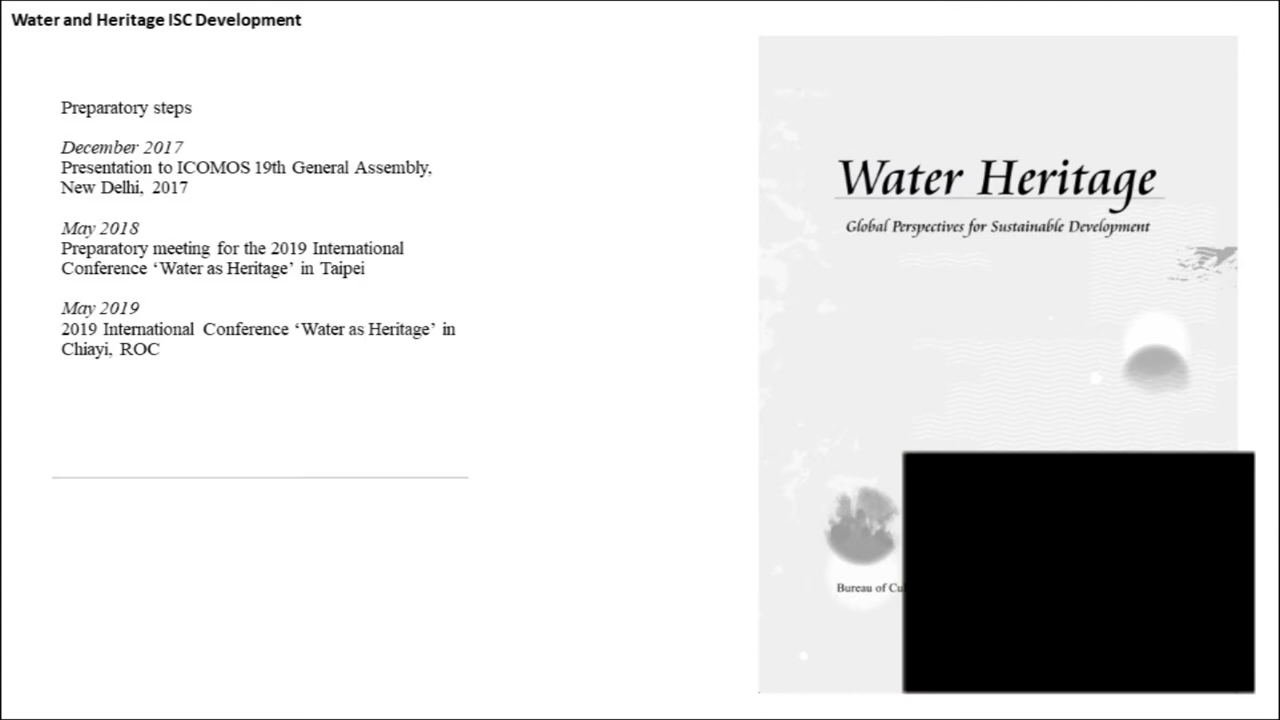 Water and Heritage ISC Development
Preparatory steps
December 2017
Presentation to ICOMOS 19th General Assembly,
New Delhi, 2017
May 2018
Preparatory meeting for the 2019 International
Conference ‘Water as Heritage’ in Taipei
May 2019
2019 International Conference ‘Water as Heritage’ in
Chiayi, ROC
Water Heritage
Global Perspectives for Sustainable Development
Bureau of